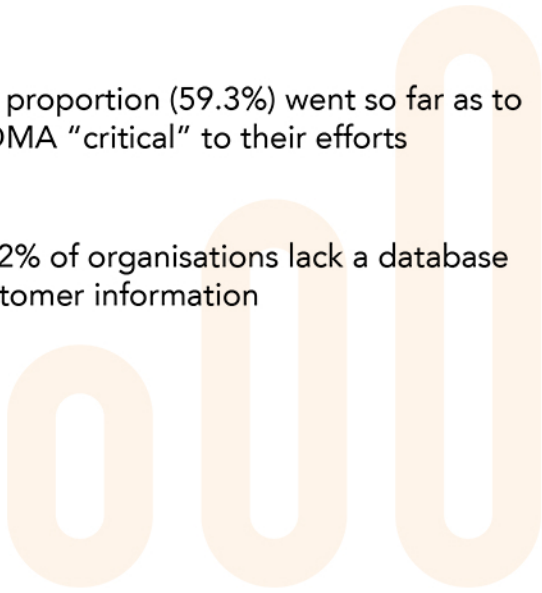 proportion (59.3%) went so far as to
DMA “critical” to their efforts
2% of organisations lack a database
tomer information